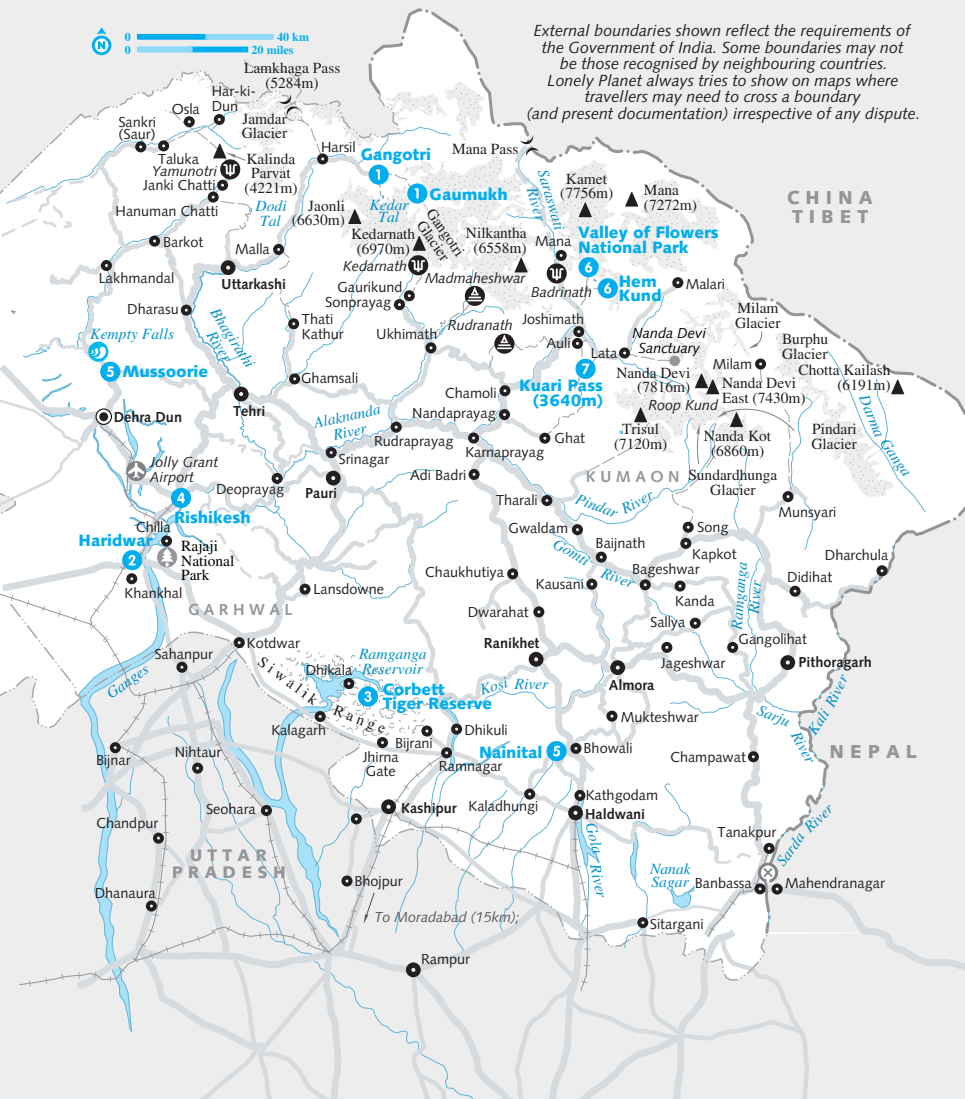 External boundaries shown reflect the requirements of
the Government of India. Some boundaries may not
be those recognised by neighbouring countries.
Lonely Planet always tries to show on maps where
travellers may need to cross a boundary
(and present documentation) irrespective of any dispute.
N
0 40 km
0 20 miles
Lamkhaga Pass
(5284m)
Har-ki-
Dun
Osla
Sankri
(Saur)
Jamdar
Glacier
Taluka
Yamunotri
Kalinda
Parvat
(4221m)
Janki Chatti
Hanuman Chatti
Harsil
Gangotri
1
1
Gaumukh
Mana Pass
Saraswati
River
Kamet
(7756m)
Mana
(7272m)
CHINA
TIBET
Dodi
Tal
Jaonli
(6630m)
Kedar
Tal
Gangotri
Glacier
Kedarnath
(6970m)
Nilkantha
(6558m)
Mana
Valley of Flowers
National Park
6
6
Hem
Kund
Badrinath
Malari
Barkot
Malla
Kedarnath
Madmaheshwar
Lakhmandal
Uttarkashi
Gaurikund
Sonprayag
Dharasu
Bhagirathi
River
Thati
Kathur
Ukhimath
Rudranath
Joshimath
Auli
Lata
Nanda Devi
Sanctuary
Milam
Glacier
Burphu
Glacier
Kempty Falls
5
Mussoorie
Ghamsali
7
Kuari Pass
(3640m)
Nanda Devi
(7816m)
Milam
Nanda Devi
East (7430m)
Chotta Kailash
(6191m)
Tehri
Chamoli
Nandaprayag
Roop Kund
Trisul
(7120m)
Nanda Kot
(6860m)
Pindari
Glacier
Darma Ganga
Dehra Dun
Alaknanda
River
Rudraprayag
Karnaprayag
Ghat
Srinagar
Jolly Grant
Airport
Deoprayag
Pauri
Adi Badri
KUMAON
Sundardhunga
Glacier
4
Rishikesh
Tharali
Pindar River
Munsyari
Chilla
Haridwar
2
Rajaji
National
Park
Gwaldam
Gomti River
Baijnath
Song
Kapkot
Dharchula
Khankhal
Lansdowne
Chaukhutiya
Kausani
Bageshwar
Kanda
Ramganga
River
Didihat
GARHWAL
Dwarahat
Sallya
Gangolihat
Kotdwar
Sahanpur
Ranikhet
Jageshwar
Pithoragarh
Ganges
Siwalik Range
Dhikala
Ramganga
Reservoir
3
Corbett
Tiger Reserve
Kosi River
Almora
Kalagarh
Mukteshwar
Sarju
River
Kali River
NEPAL
Bijnar
Nihtaur
Jhirna
Gate
Bijrani
Dhikuli
Ramnagar
Nainital
5
Bhowali
Champawat
Seohara
Kashipur
Kaladhungi
Kathgodam
Haldwani
Chandpur
Gola River
Tanakpur
Sarda River
UTTAR
PRADESH
Bhojpur
Nanak
Sagar
Banbassa
Mahendranagar
Dhanaura
To Moradabad (15km);
Sitargani
Rampur